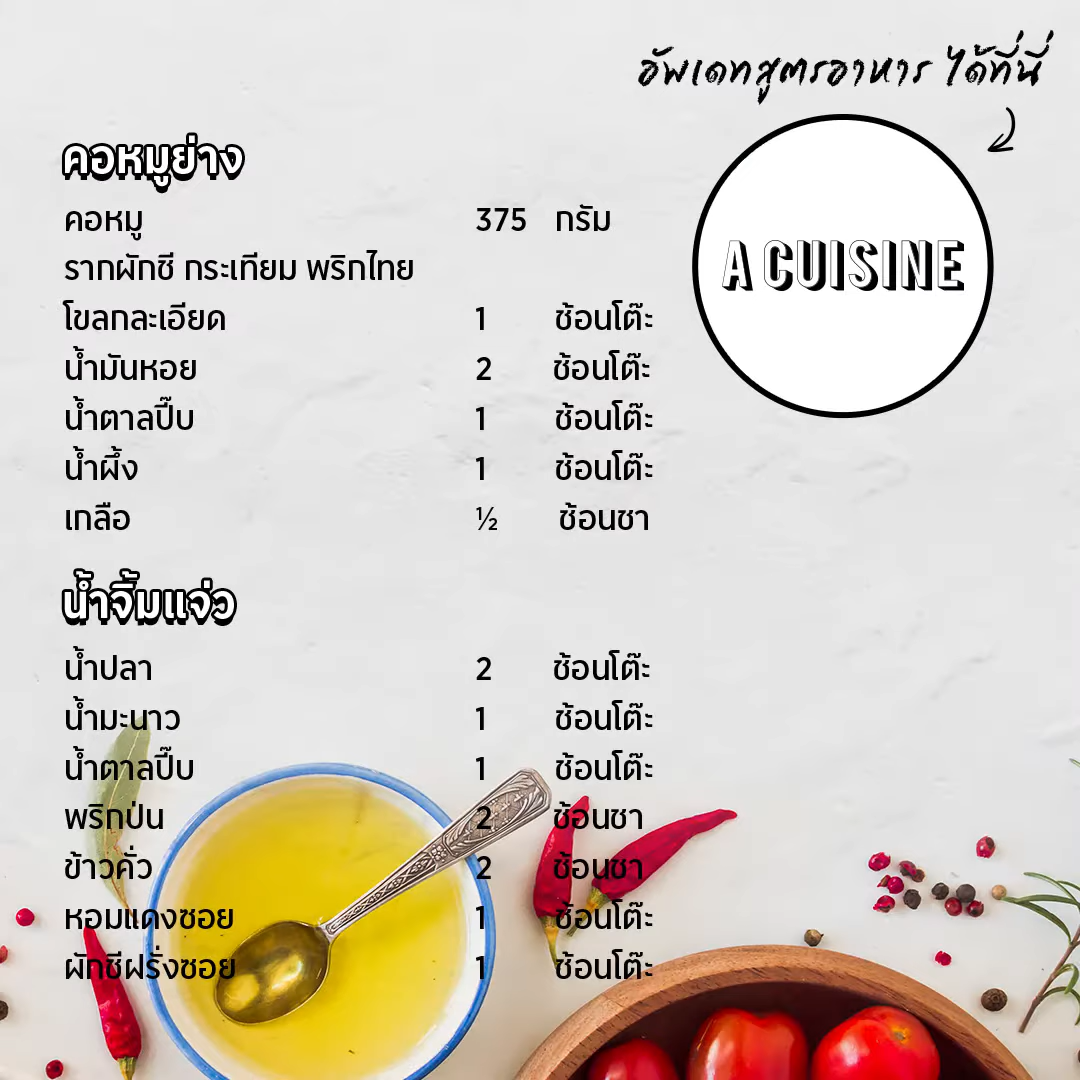 อัพเดทสูตรอาหาร ได้ที่นี่
A CUISINE
คอหมูย่าง
คอหมู 375 กรัม
รากผักชี กระเทียม พริกไทย
โขลกละเอียด 1 ช้อนโต๊ะ
น้ำมันหอย 2 ช้อนโต๊ะ
น้ำตาลปี๊บ 1 ช้อนโต๊ะ
น้ำผึ้ง 1 ช้อนโต๊ะ
เกลือ ½ ช้อนชา
น้ำจิ้มแจ่ว
น้ำปลา 2 ช้อนโต๊ะ
น้ำมะนาว 1 ช้อนโต๊ะ
น้ำตาลปี๊บ 1 ช้อนโต๊ะ
พริกป่น 2 ช้อนชา
ข้าวคั่ว 2 ช้อนชา
หอมแดงซอย 1 ช้อนโต๊ะ
ผักชีฝรั่งซอย 1 ช้อนโต๊ะ